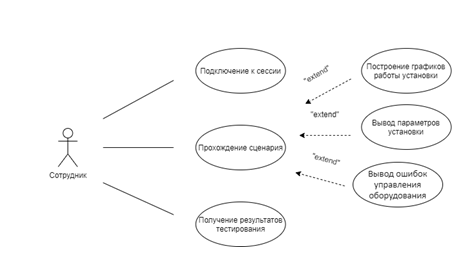 Подключение к сессии
"extend"
Построение графиков
работы установки
"extend"
Вывод параметров
установки
Прохождение сценария
"extend"
Вывод ошибок
управления
оборудования
Сотрудник
Получение результатов
тестирования